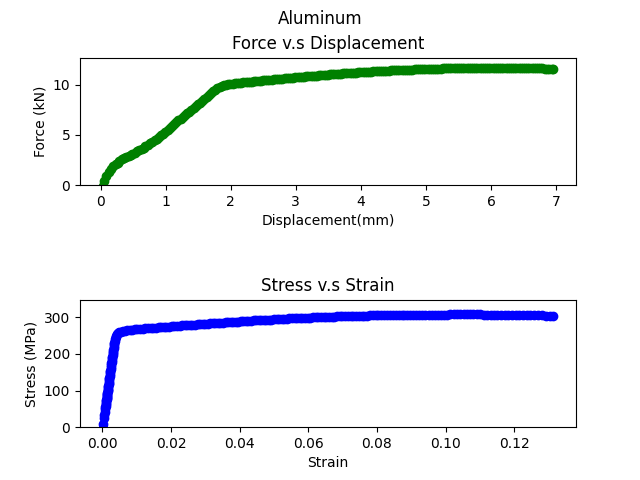 Aluminum
Force v.s Displacement
10
5
0
Force (kN)
0 1 2 3 4 5 6 7
Displacement(mm)
Stress v.s Strain
300
200
100
0
Stress (MPa)
0.00 0.02 0.04 0.06 0.08 0.10 0.12
Strain